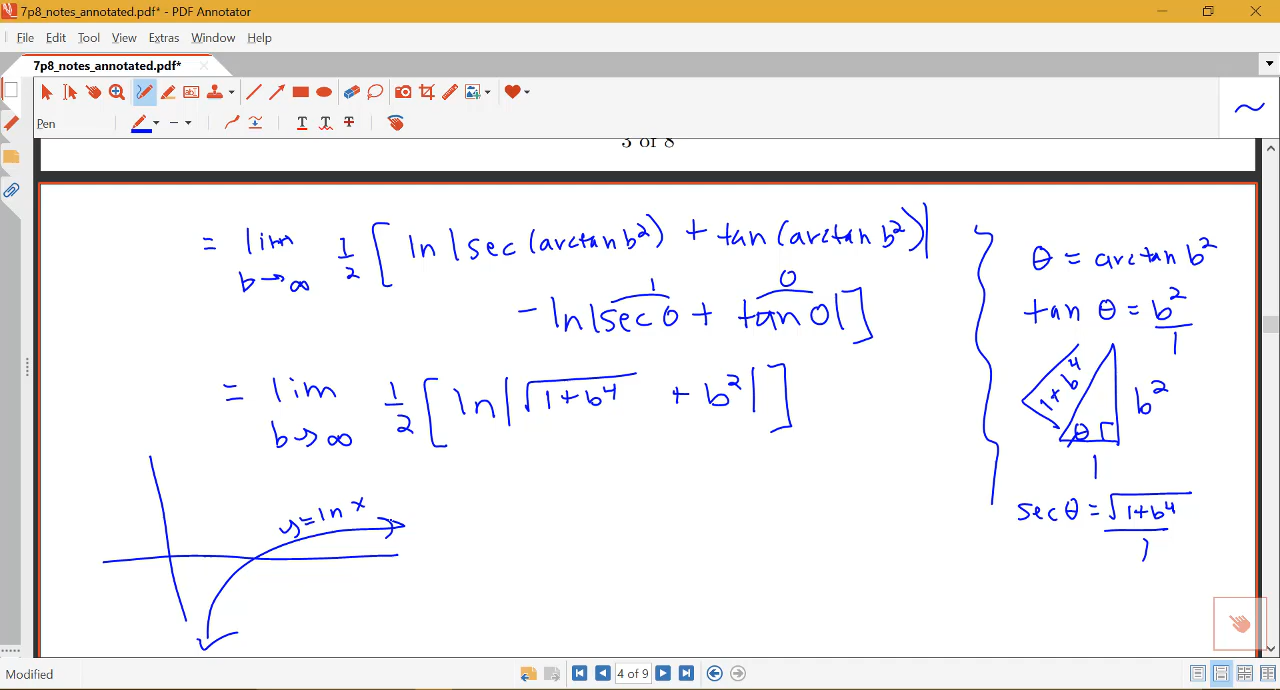 7p8_notes_annotated.pdf* - PDF Annotator
File Edit Tool View Extras Window Help
7p8_notes_annotated.pdf*
Pen
3 of 8
= lim b→∞ 1/2 [ ln |sec (arctan b²) + tan (arctan b²)|
1 0
- ln |sec 0 + tan 0| ]
= lim b→∞ 1/2 [ ln |√(1+b⁴) + b²| ]
y = ln x
θ = arctan b²
tan θ = b²/1
1+b⁴
b²
θ
1
sec θ = √(1+b⁴)/1
Modified
4 of 9